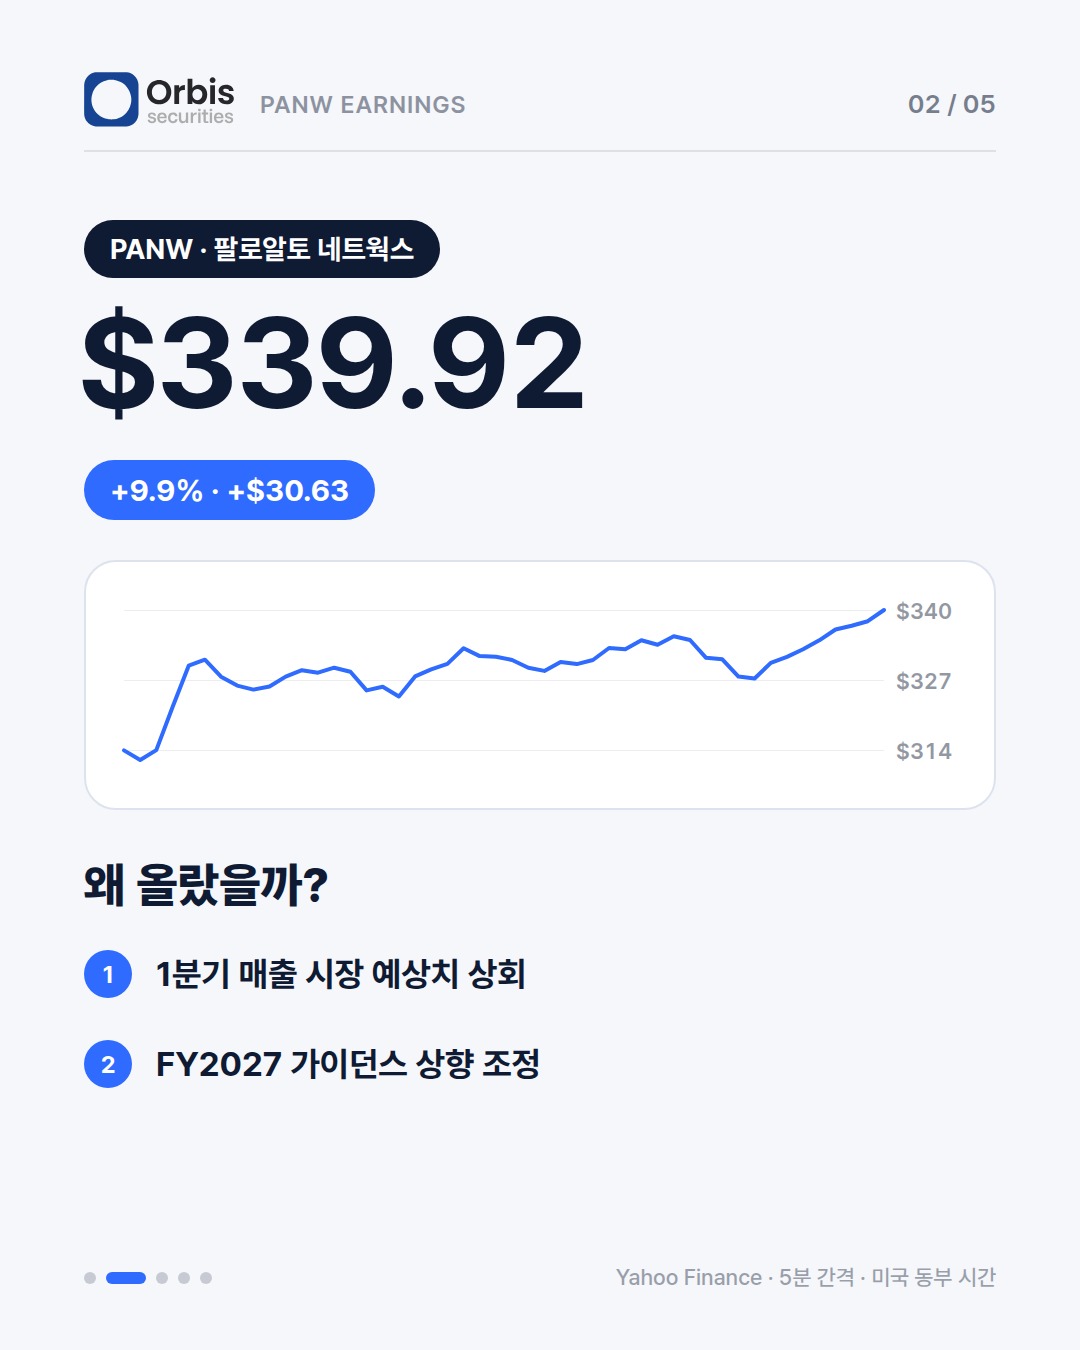 Orbis
securities
PANW EARNINGS
02 / 05
PANW · 팔로알토 네트웍스
$339.92
+9.9% · +$30.63
$340
$327
$314
왜 올랐을까?
1 1분기 매출 시장 예상치 상회
2 FY2027 가이던스 상향 조정
Yahoo Finance · 5분 간격 · 미국 동부 시간